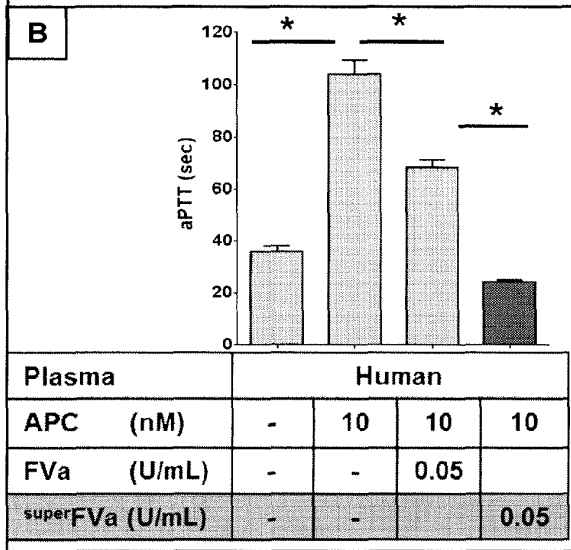 B
* * *
120
100
80
60
40
20
0
aPTT (sec)
Plasma Human
APC (nM) - 10 10 10
FVa (U/mL) - - 0.05
superFVa (U/mL) - - 0.05